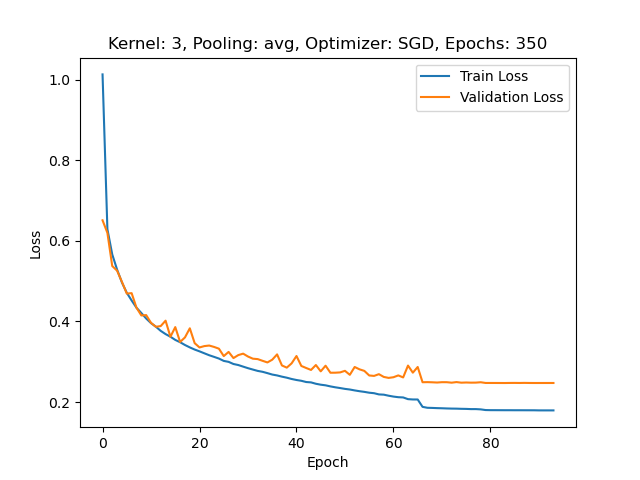 Kernel: 3, Pooling: avg, Optimizer: SGD, Epochs: 350
Train Loss
Validation Loss
1.0
0.8
0.6
0.4
0.2
Loss
0
20
40
60
80
Epoch